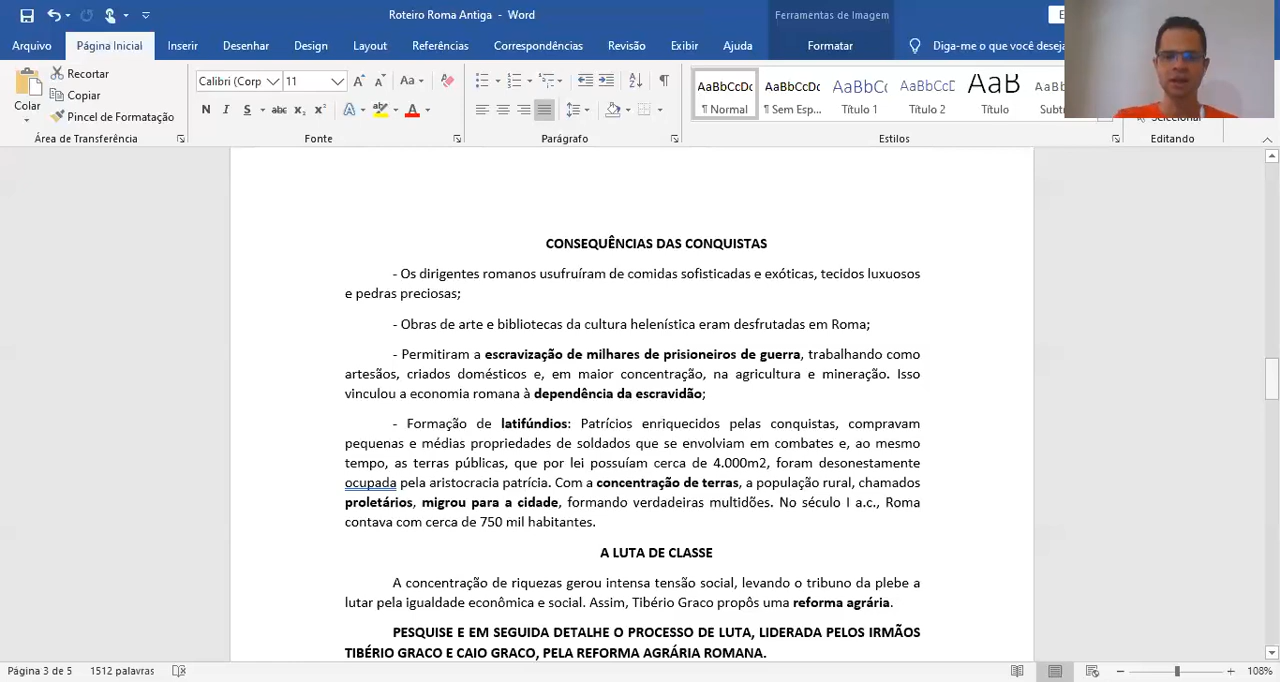 Roteiro Roma Antiga - Word
Ferramentas de Imagem
Arquivo
Página Inicial
Inserir
Desenhar
Design
Layout
Referências
Correspondências
Revisão
Exibir
Ajuda
Formatar
Diga-me o que você deseja
Colar
Recortar
Copiar
Pincel de Formatação
Área de Transferência
Calibri (Corp
11
Fonte
Parágrafo
AaBbCcDc
¶ Normal
AaBbCcDc
¶ Sem Esp...
AaBbC
Título 1
AaBbCcD
Título 2
AaB
Título
AaBb
Subtí
Estilos
Selecionar
Editando
CONSEQUÊNCIAS DAS CONQUISTAS
- Os dirigentes romanos usufruíram de comidas sofisticadas e exóticas, tecidos luxuosos
e pedras preciosas;
- Obras de arte e bibliotecas da cultura helenística eram desfrutadas em Roma;
- Permitiram a escravização de milhares de prisioneiros de guerra, trabalhando como
artesãos, criados domésticos e, em maior concentração, na agricultura e mineração. Isso
vinculou a economia romana à dependência da escravidão;
- Formação de latifúndios: Patrícios enriquecidos pelas conquistas, compravam
pequenas e médias propriedades de soldados que se envolviam em combates e, ao mesmo
tempo, as terras públicas, que por lei possuíam cerca de 4.000m2, foram desonestamente
ocupada pela aristocracia patrícia. Com a concentração de terras, a população rural, chamados
proletários, migrou para a cidade, formando verdadeiras multidões. No século I a.c., Roma
contava com cerca de 750 mil habitantes.
A LUTA DE CLASSE
A concentração de riquezas gerou intensa tensão social, levando o tribuno da plebe a
lutar pela igualdade econômica e social. Assim, Tibério Graco propôs uma reforma agrária.
PESQUISE E EM SEGUIDA DETALHE O PROCESSO DE LUTA, LIDERADA PELOS IRMÃOS
TIBÉRIO GRACO E CAIO GRACO, PELA REFORMA AGRÁRIA ROMANA.
Página 3 de 5
1512 palavras
108%